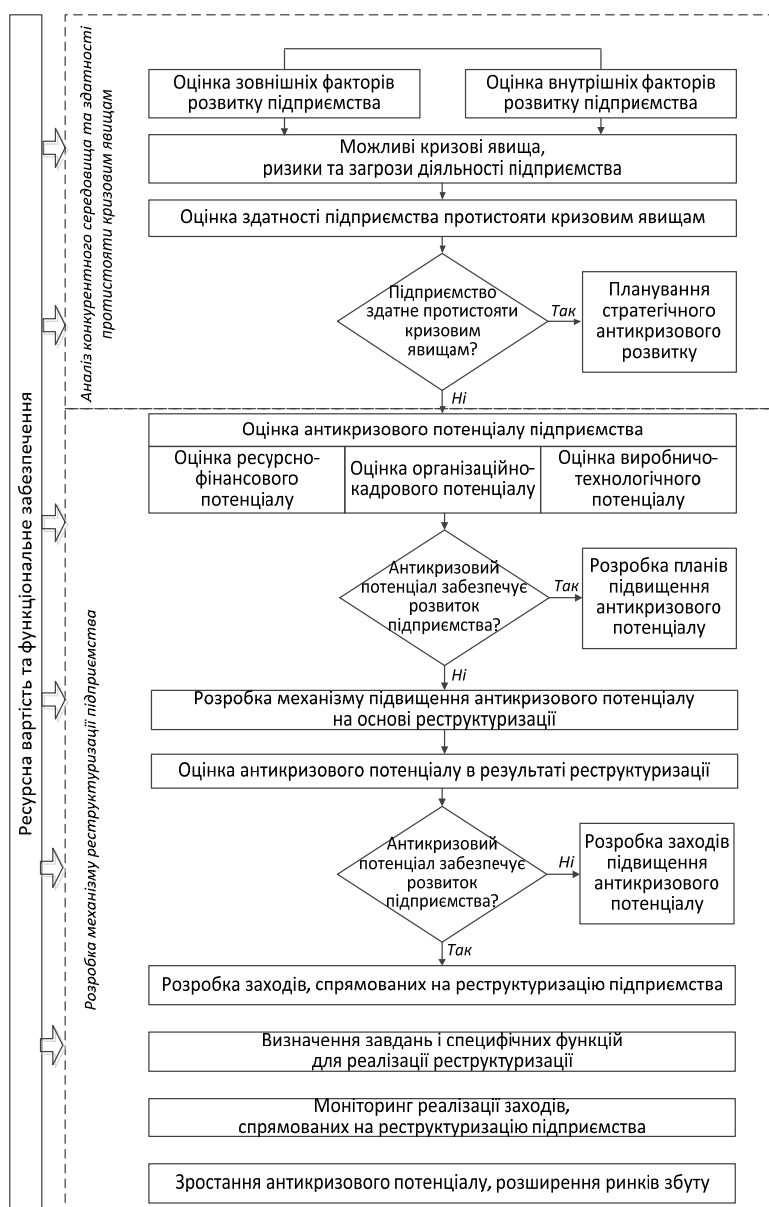 Ресурсна вартість та функціональне забезпечення
Аналіз конкурентного середовища та здатності
протистояти кризовим явищам
Оцінка зовнішніх факторів
розвитку підприємства
Оцінка внутрішніх факторів
розвитку підприємства
Можливі кризові явища,
ризики та загрози діяльності підприємства
Оцінка здатності підприємства протистояти кризовим явищам
Підприємство
здатне протистояти
кризовим
явищам?
Так
Планування
стратегічного
антикризового
розвитку
Ні
Розробка механізму реструктуризації підприємства
Оцінка антикризового потенціалу підприємства
Оцінка ресурсно-
фінансового
потенціалу
Оцінка організаційно-
кадрового потенціалу
Оцінка виробничо-
технологічного
потенціалу
Антикризовий
потенціал забезпечує
розвиток
підприємства?
Так
Розробка планів
підвищення
антикризового
потенціалу
Ні
Розробка механізму підвищення антикризового потенціалу
на основі реструктуризації
Оцінка антикризового потенціалу в результаті реструктуризації
Антикризовий
потенціал забезпечує
розвиток
підприємства?
Ні
Розробка заходів
підвищення
антикризового
потенціалу
Так
Розробка заходів, спрямованих на реструктуризацію підприємства
Визначення завдань і специфічних функцій
для реалізації реструктуризації
Моніторинг реалізації заходів,
спрямованих на реструктуризацію підприємства
Зростання антикризового потенціалу, розширення ринків збуту